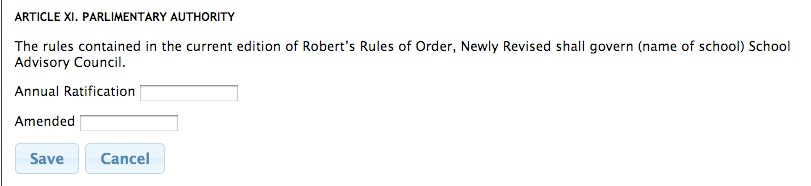 ARTICLE XI. PARLIMENTARY AUTHORITY
The rules contained in the current edition of Robert's Rules of Order, Newly Revised shall govern (name of school) School
Advisory Council.
Annual Ratification
Amended
Save Cancel